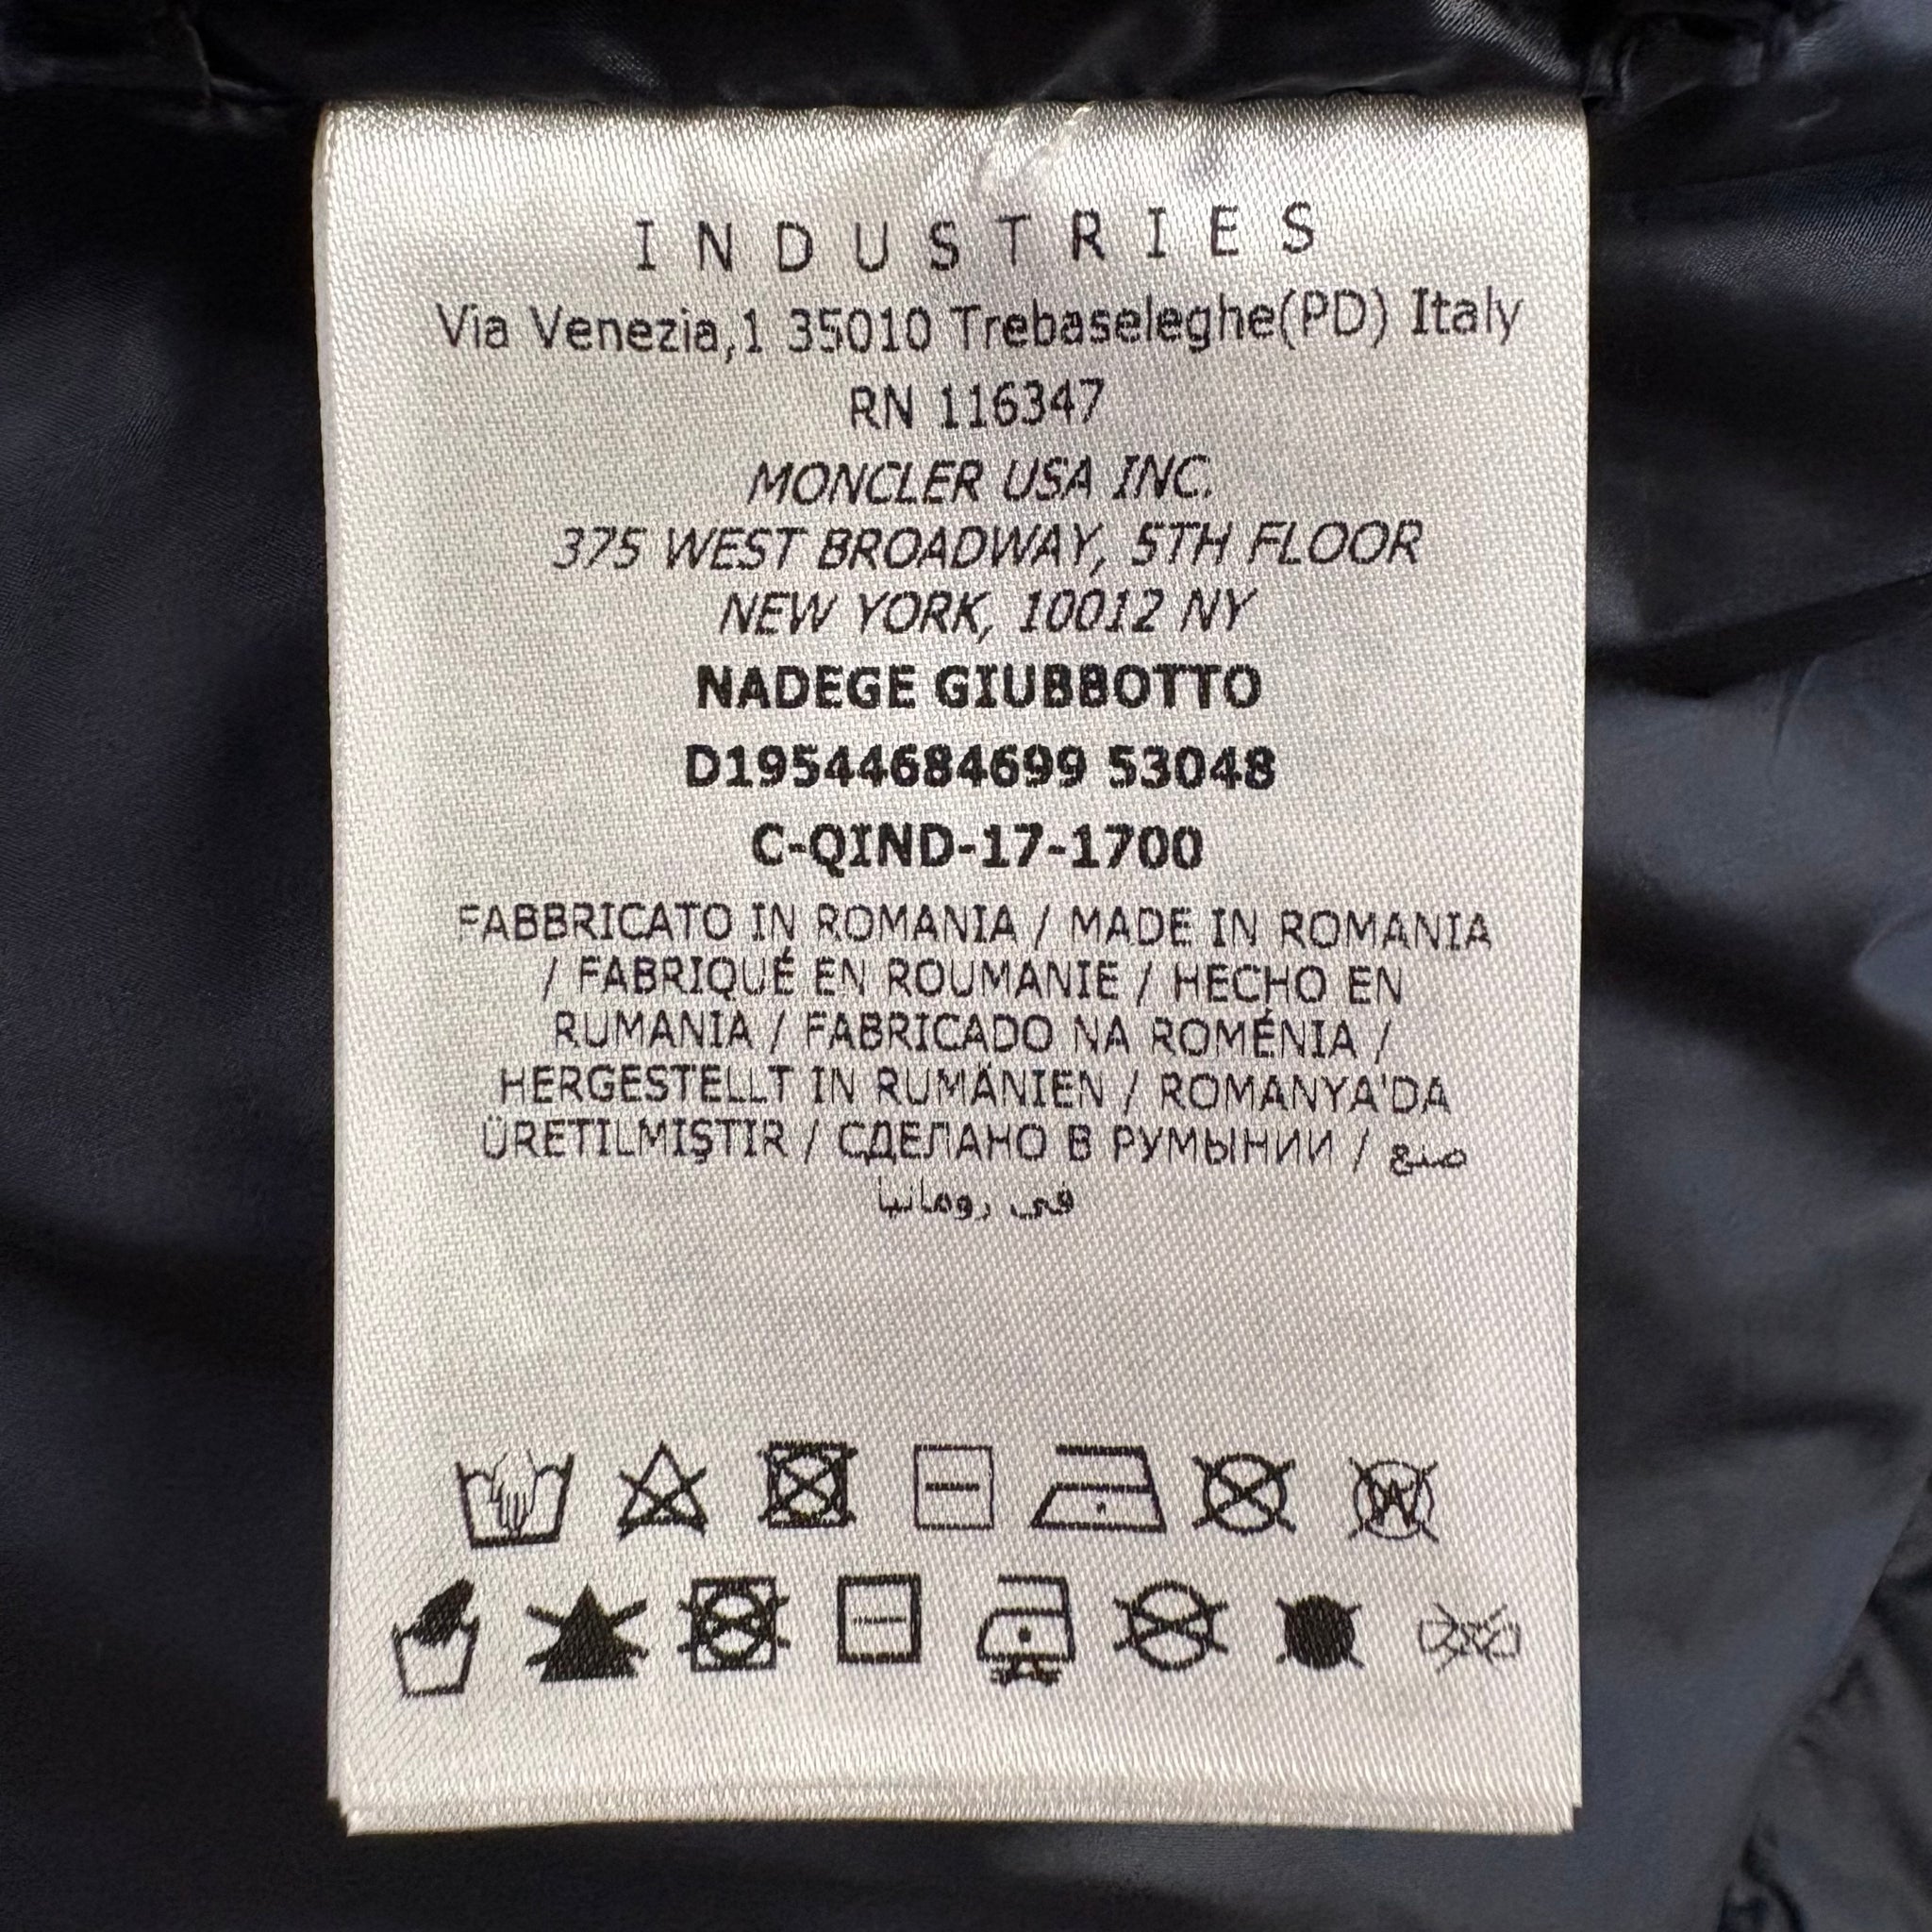 INDUSTRIES
Via Venezia,1 35010 Trebaseleghe(PD) Italy
RN 116347
MONCLER USA INC.
375 WEST BROADWAY, 5TH FLOOR
NEW YORK, 10012 NY
NADEGE GIUBBOTTO
D19544684699 53048
C-QIND-17-1700
FABBRICATO IN ROMANIA / MADE IN ROMANIA
/ FABRIQUÉ EN ROUMANIE / HECHO EN
RUMANIA / FABRICADO NA ROMÉNIA /
HERGESTELLT IN RUMÄNIEN / ROMANYA'DA
ÜRETILMIŞTIR / СДЕЛАНО В РУМЫНИИ / صنع
في رومانيا
W